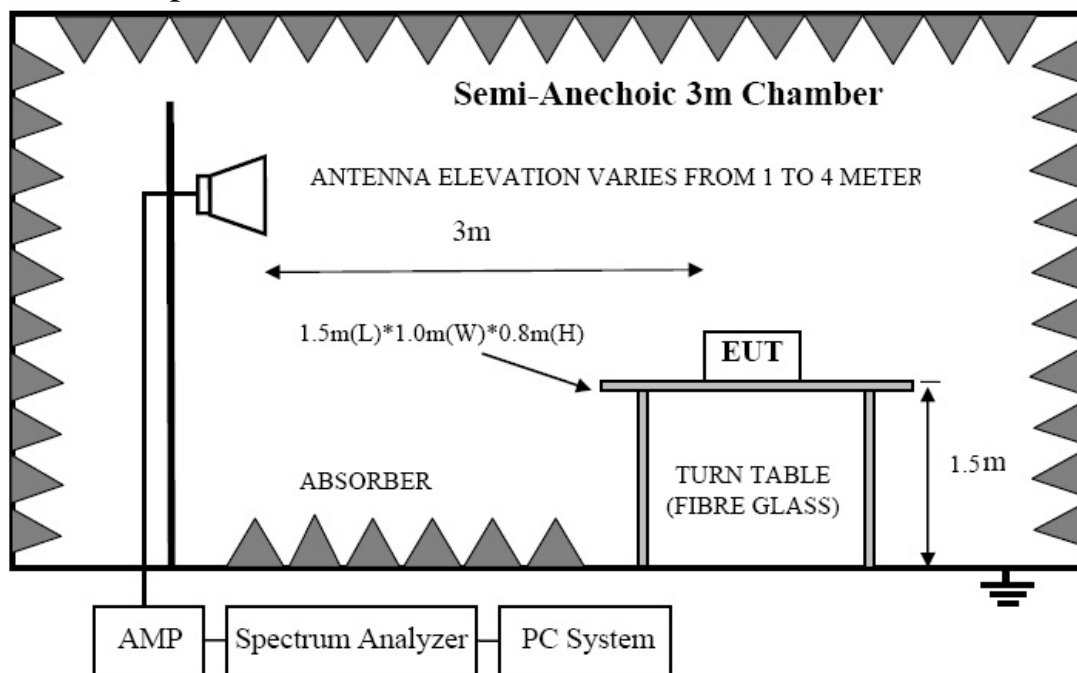 Semi-Anechoic 3m Chamber
ANTENNA ELEVATION VARIES FROM 1 TO 4 METER
3m
1.5m(L)*1.0m(W)*0.8m(H)
EUT
ABSORBER
TURN TABLE
(FIBRE GLASS)
1.5m
AMP
Spectrum Analyzer
PC System